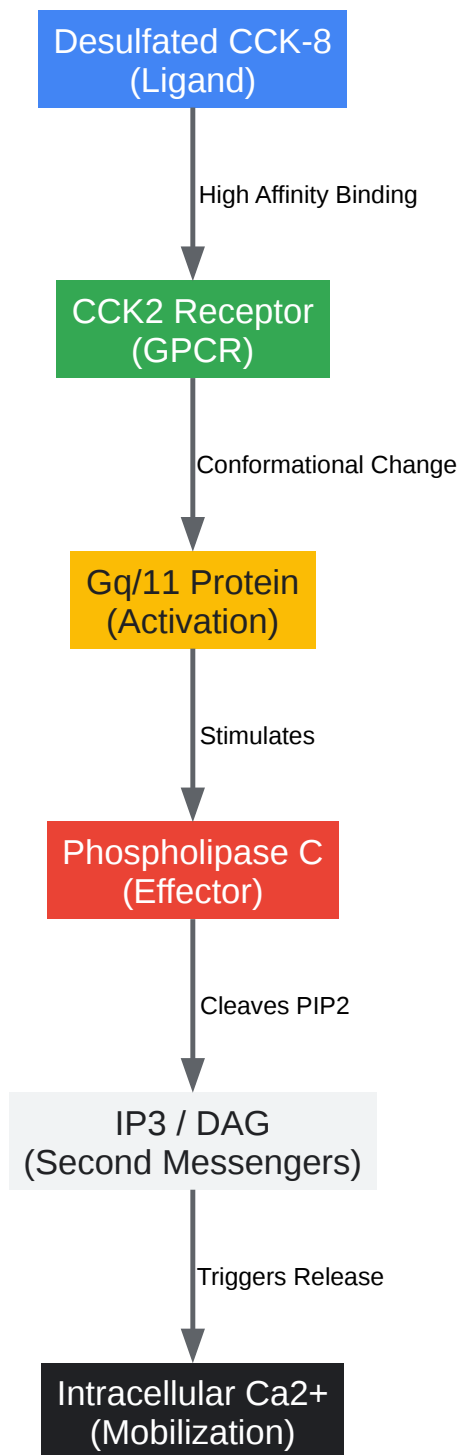 Desulfated CCK-8
(Ligand)
High Affinity Binding
CCK2 Receptor
(GPCR)
Conformational Change
Gq/11 Protein
(Activation)
Stimulates
Phospholipase C
(Effector)
Cleaves PIP2
IP3 / DAG
(Second Messengers)
Triggers Release
Intracellular Ca2+
(Mobilization)